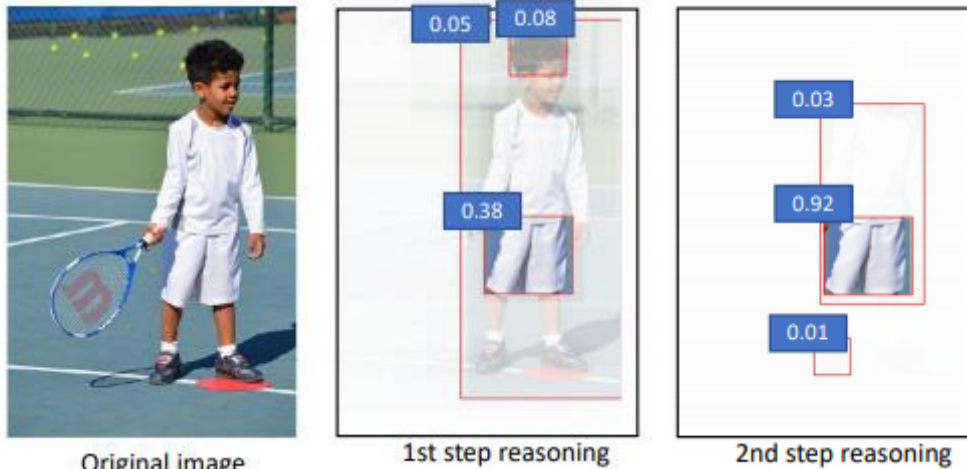 0.05
0.08
0.38
0.03
0.92
0.01
Original image
1st step reasoning
2nd step reasoning